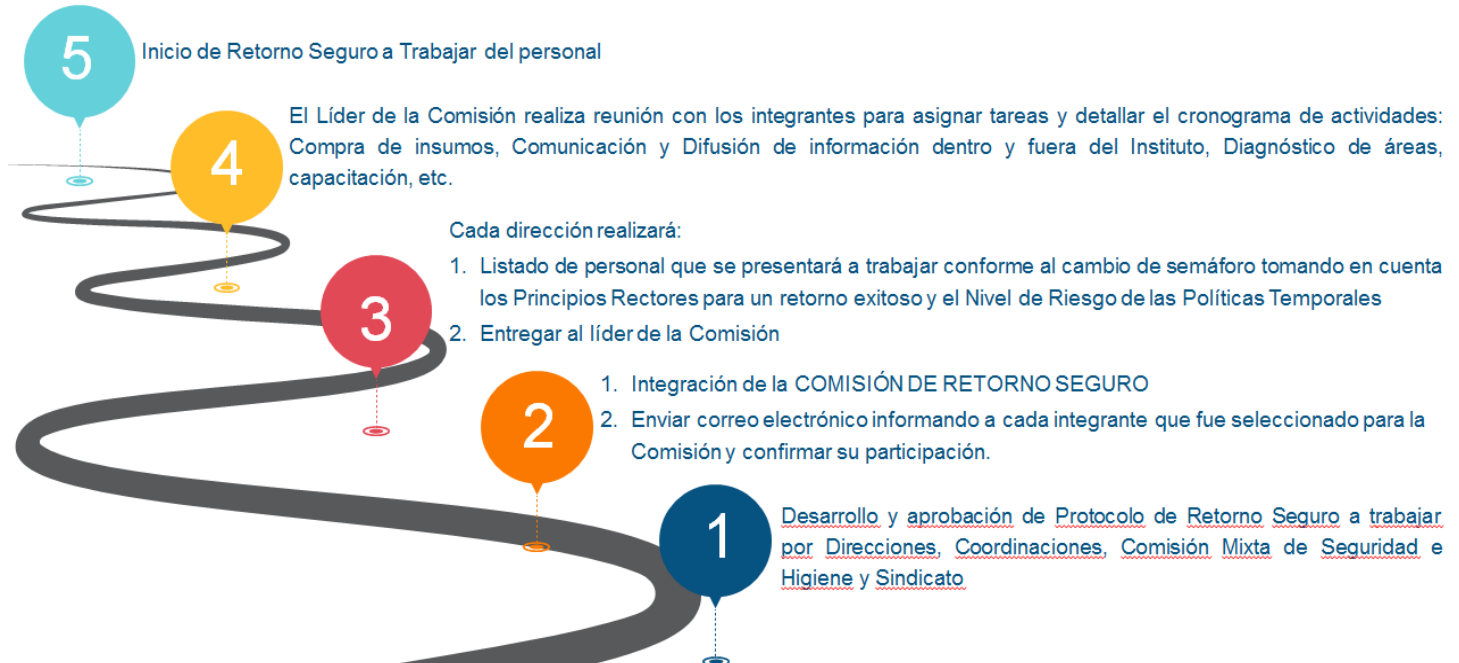 5
Inicio de Retorno Seguro a Trabajar del personal
4
El Líder de la Comisión realiza reunión con los integrantes para asignar tareas y detallar el cronograma de actividades:
Compra de insumos, Comunicación y Difusión de información dentro y fuera del Instituto, Diagnóstico de áreas,
capacitación, etc.
3
Cada dirección realizará:
1. Listado de personal que se presentará a trabajar conforme al cambio de semáforo tomando en cuenta
los Principios Rectores para un retorno exitoso y el Nivel de Riesgo de las Políticas Temporales
2. Entregar al líder de la Comisión
2
1. Integración de la COMISIÓN DE RETORNO SEGURO
2. Enviar correo electrónico informando a cada integrante que fue seleccionado para la
Comisión y confirmar su participación.
1
Desarrollo y aprobación de Protocolo de Retorno Seguro a trabajar
por Direcciones, Coordinaciones, Comisión Mixta de Seguridad e
Higiene y Sindicato